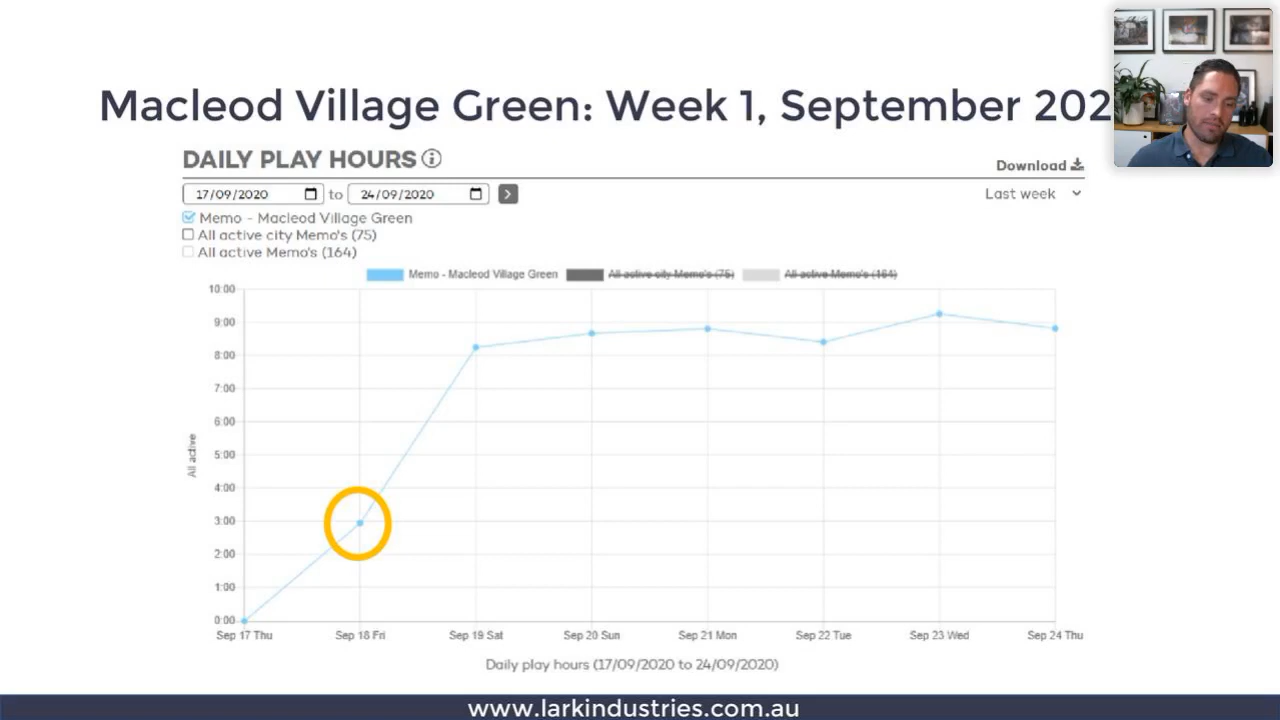 Macleod Village Green: Week 1, September 202
DAILY PLAY HOURS
Download
17/09/2020 to 24/09/2020 >
Last week
Memo - Macleod Village Green
All active city Memo's (75)
All active Memo's (164)
Memo - Macleod Village Green All active city Memo's (75) All active Memo's (164)
10:00
9:00
8:00
7:00
6:00
5:00
4:00
3:00
2:00
1:00
0:00
All active
Sep 17 Thu Sep 18 Fri Sep 19 Sat Sep 20 Sun Sep 21 Mon Sep 22 Tue Sep 23 Wed Sep 24 Thu
Daily play hours (17/09/2020 to 24/09/2020)
www.larkindustries.com.au